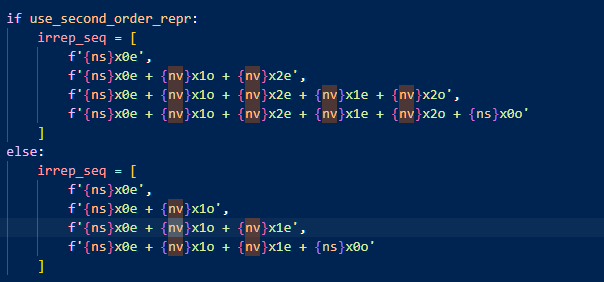 if use_second_order_repr:
    irrep_seq = [
        f'{ns}x0e',
        f'{ns}x0e + {nv}x1o + {nv}x2e',
        f'{ns}x0e + {nv}x1o + {nv}x2e + {nv}x1e + {nv}x2o',
        f'{ns}x0e + {nv}x1o + {nv}x2e + {nv}x1e + {nv}x2o + {ns}x0o'
    ]
else:
    irrep_seq = [
        f'{ns}x0e',
        f'{ns}x0e + {nv}x1o',
        f'{ns}x0e + {nv}x1o + {nv}x1e',
        f'{ns}x0e + {nv}x1o + {nv}x1e + {ns}x0o'
    ]